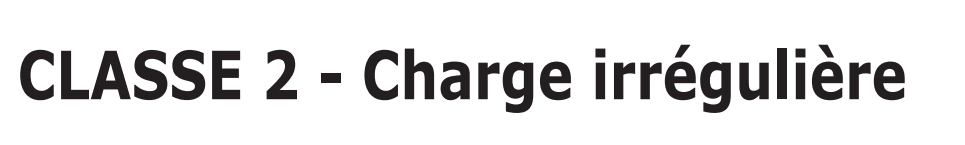 CLASSE 2 - Charge irrégulière